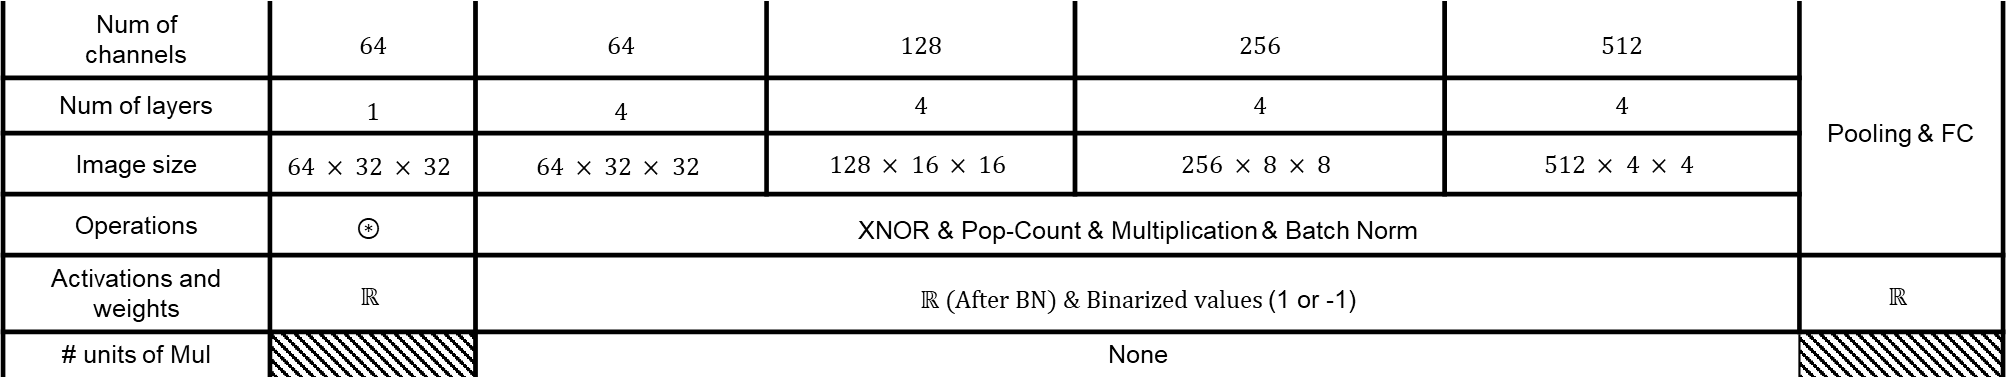 Num of
channels
64
64
128
256
512
Num of layers
1
4
4
4
4
Pooling & FC
Image size
64 × 32 × 32
64 × 32 × 32
128 × 16 × 16
256 × 8 × 8
512 × 4 × 4
Operations
⊛
XNOR & Pop-Count & Multiplication & Batch Norm
Activations and
weights
ℝ
ℝ (After BN) & Binarized values (1 or -1)
ℝ
# units of Mul
None